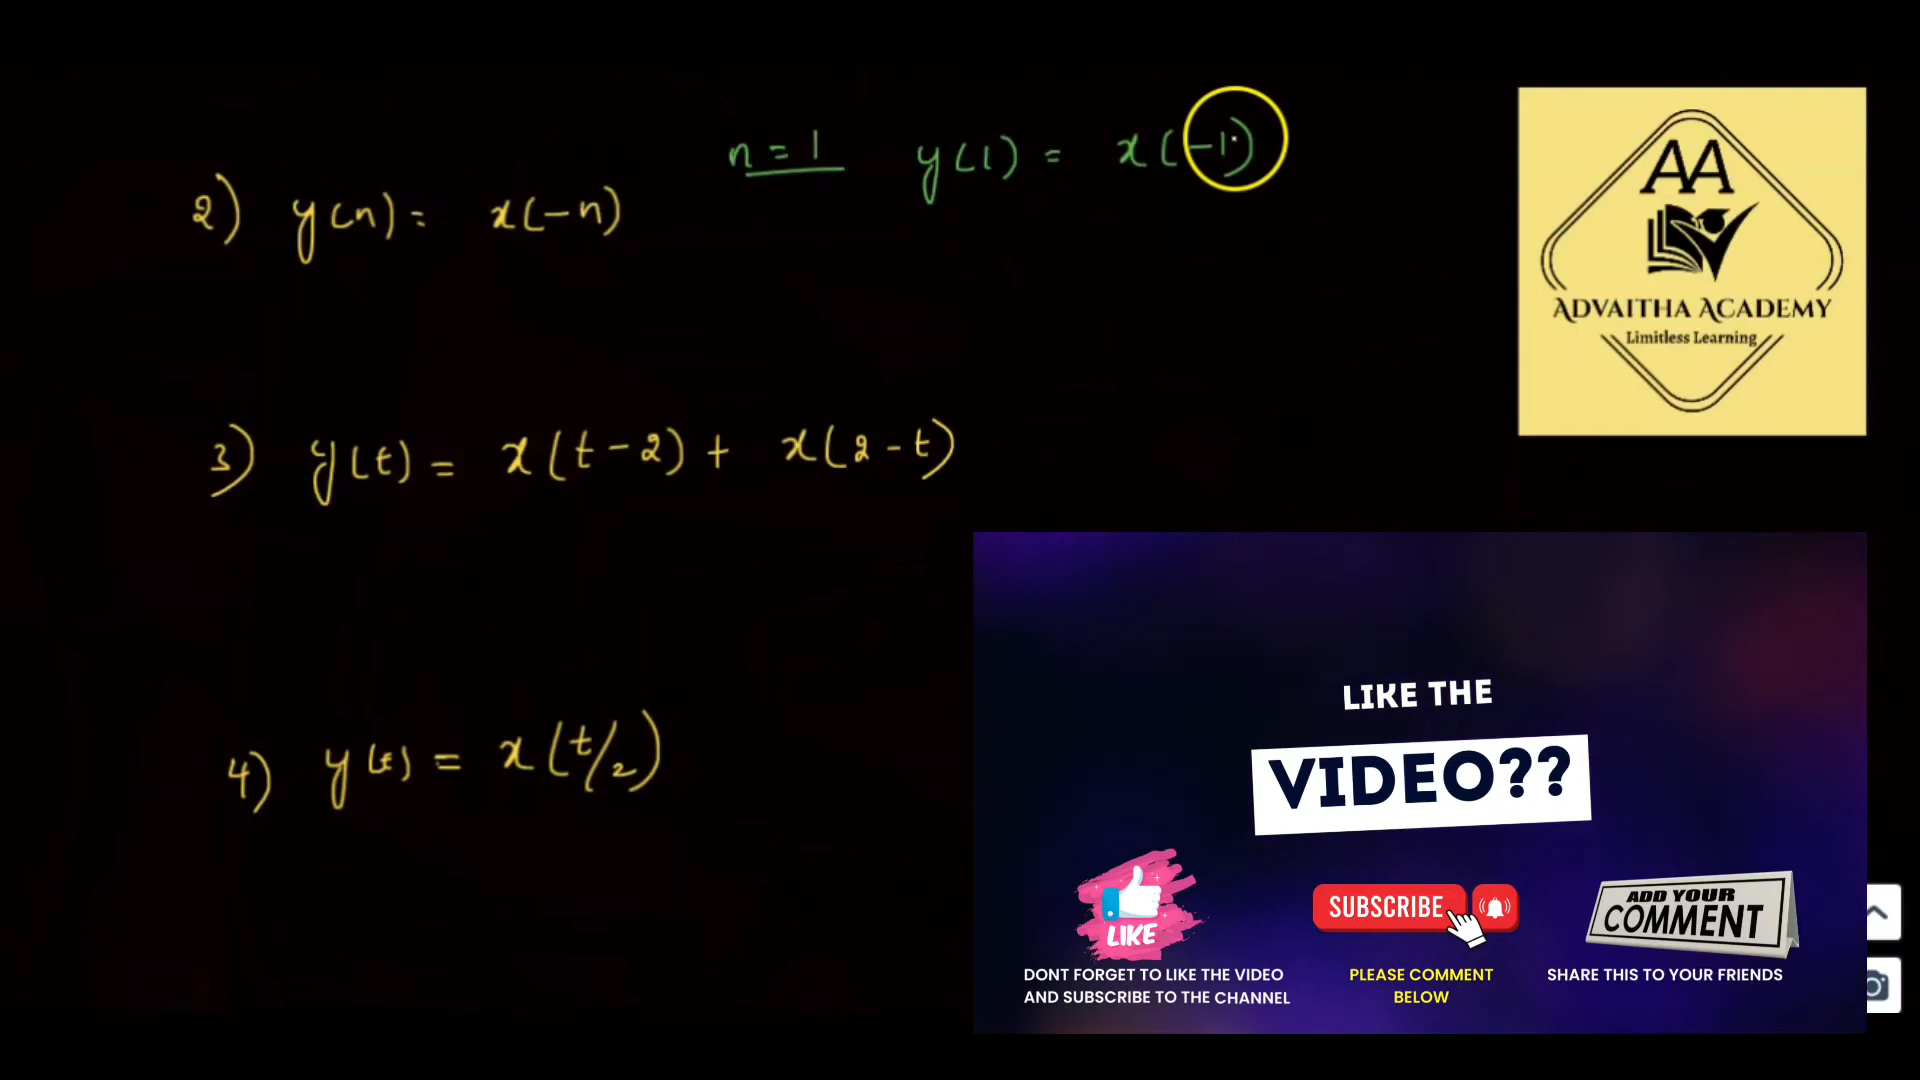 n = 1   y(1) = x(-1)
2) y(n) = x(-n)
3) y(t) = x(t-2) + x(2-t)
4) y(t) = x(t/2)
AA
ADVAITHA ACADEMY
Limitless Learning
LIKE THE
VIDEO??
LIKE
SUBSCRIBE
ADD YOUR
COMMENT
DONT FORGET TO LIKE THE VIDEO
AND SUBSCRIBE TO THE CHANNEL
PLEASE COMMENT
BELOW
SHARE THIS TO YOUR FRIENDS